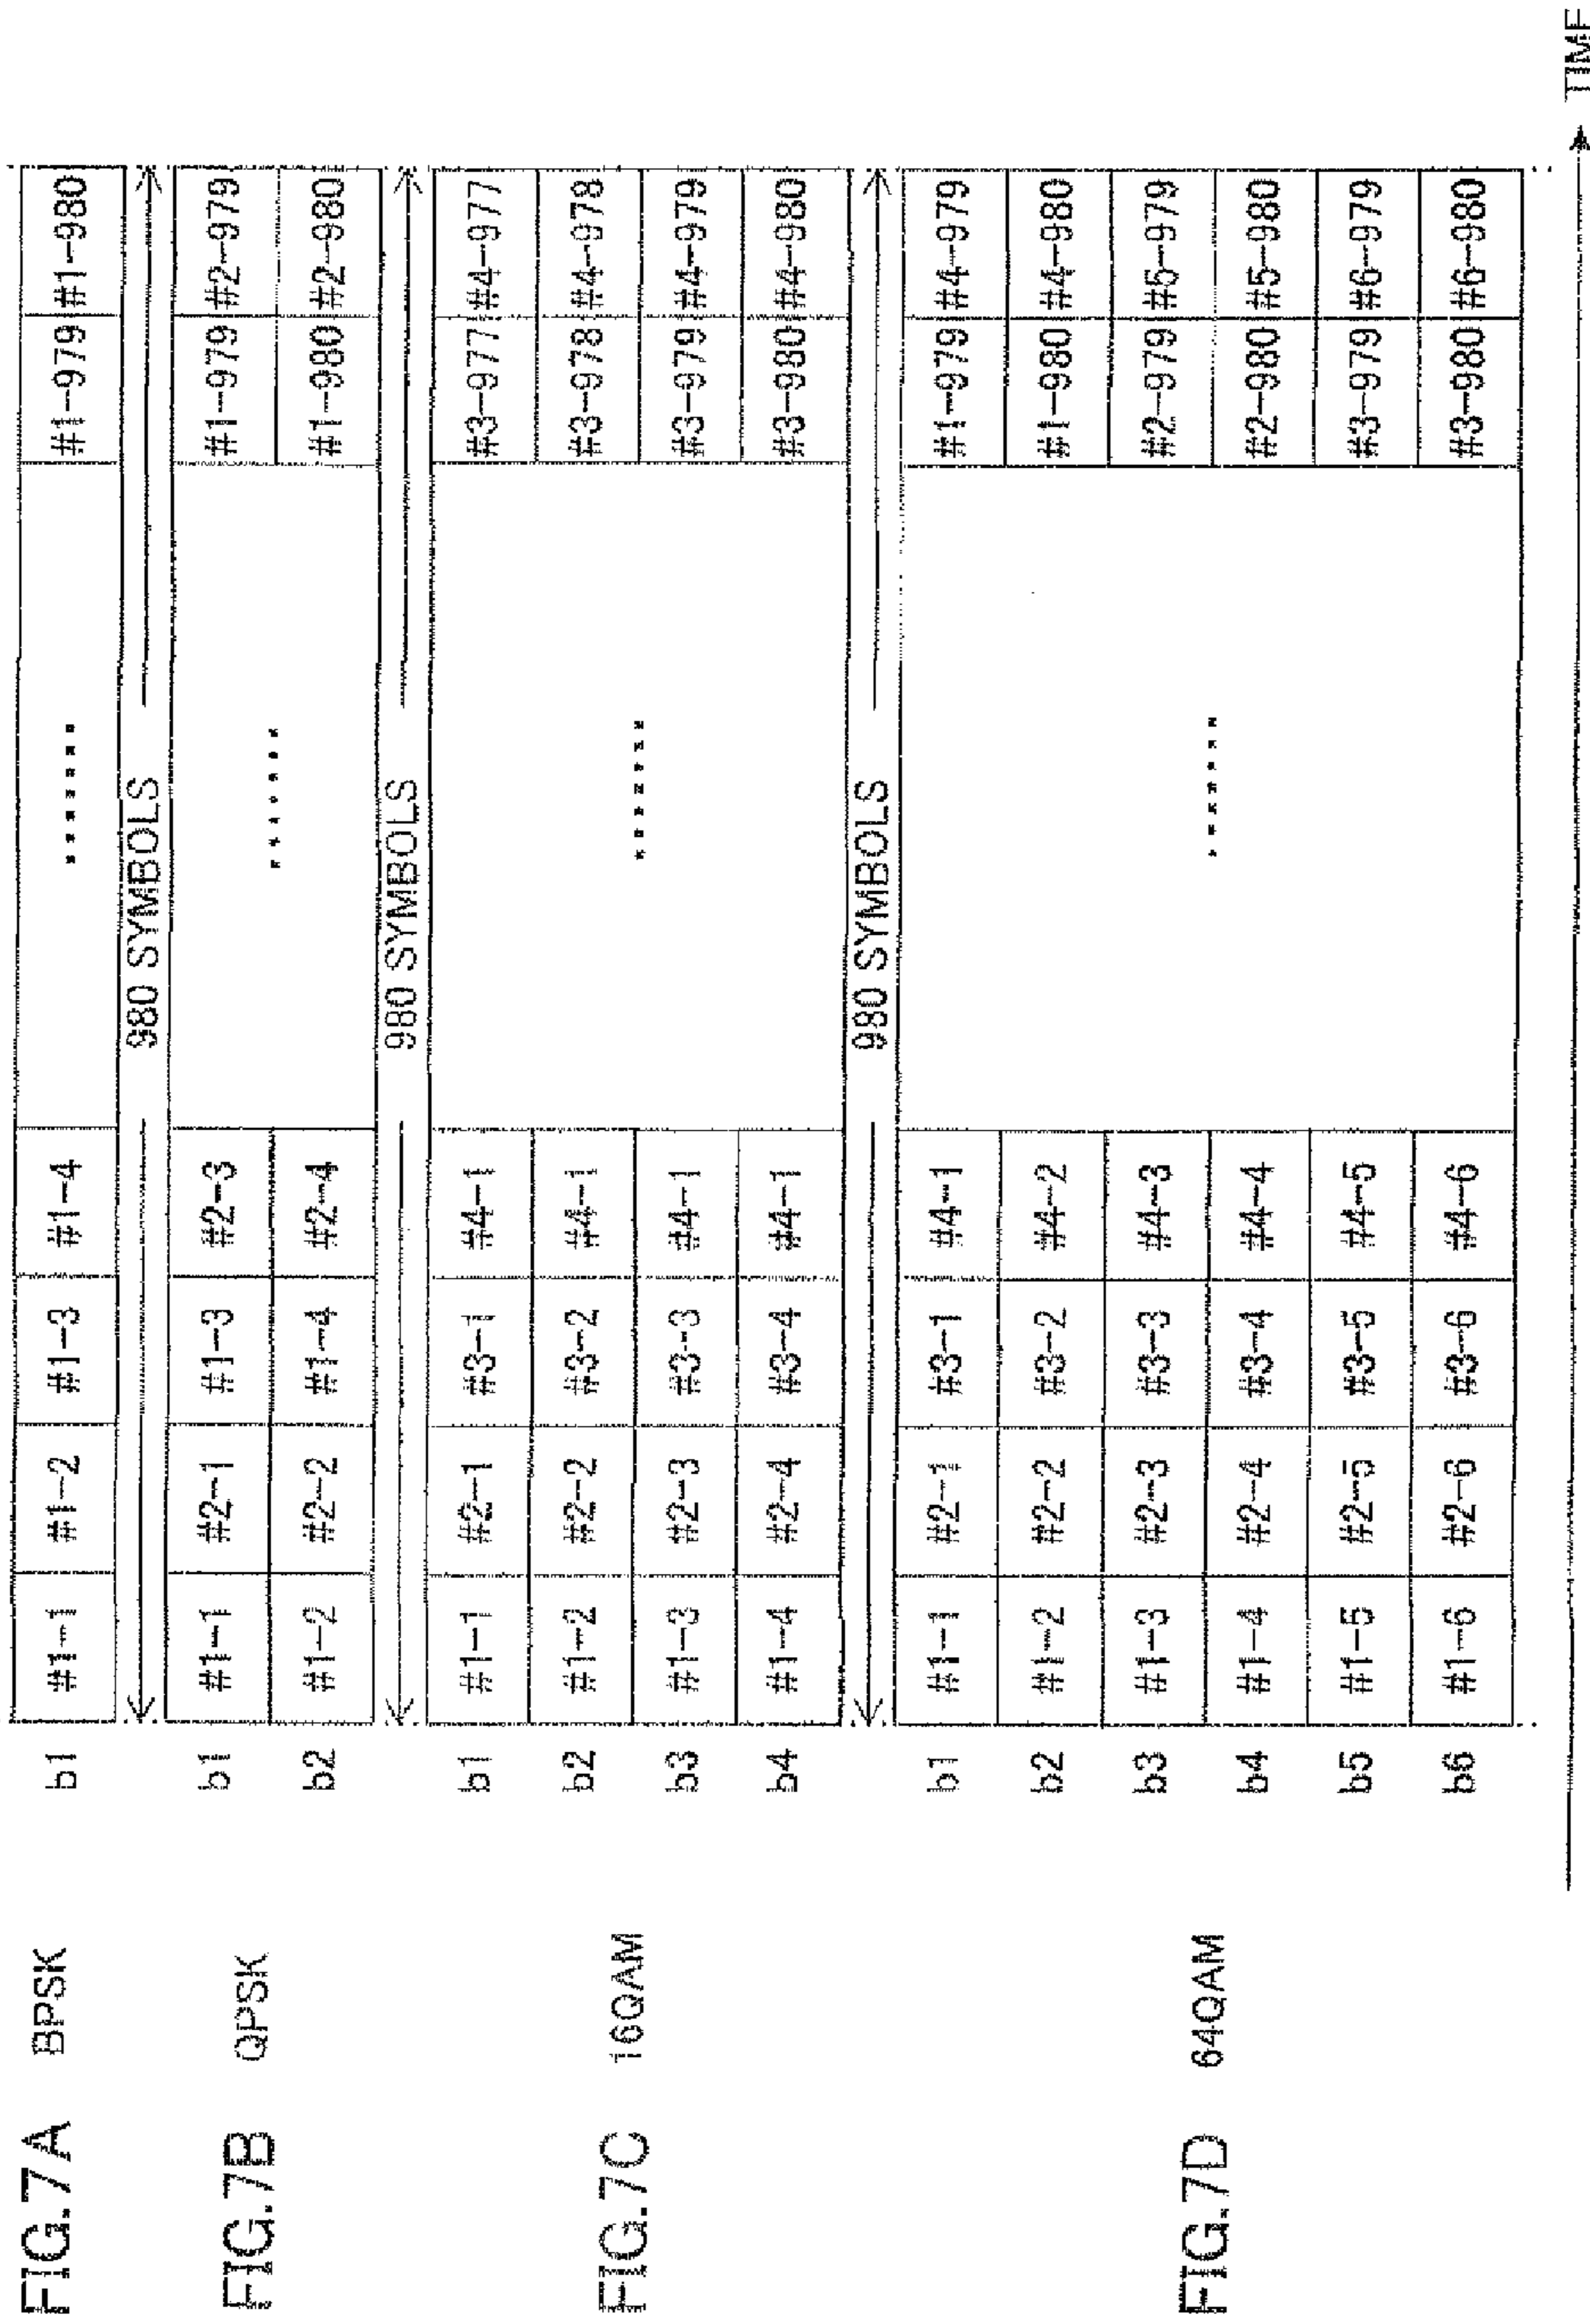 FIG.7A BPSK b1 #1-1 #1-2 #1-3 #1-4 ....... #1-979 #1-980
980 SYMBOLS
FIG.7B QPSK
b1 #1-1 #2-1 #1-3 #2-3 #1-979 #2-979
.......
b2 #1-2 #2-2 #1-4 #2-4 #1-980 #2-980
980 SYMBOLS
b1 #1-1 #2-1 #3-1 #4-1 #3-977 #4-977
b2 #1-2 #2-2 #3-2 #4-1 #3-978 #4-978
FIG.7C 16QAM .......
b3 #1-3 #2-3 #3-3 #4-1 #3-979 #4-979
b4 #1-4 #2-4 #3-4 #4-1 #3-980 #4-980
980 SYMBOLS
b1 #1-1 #2-1 #3-1 #4-1 #1-979 #4-979
b2 #1-2 #2-2 #3-2 #4-2 #1-980 #4-980
b3 #1-3 #2-3 #3-3 #4-3 #2-979 #5-979
FIG.7D 64QAM .......
b4 #1-4 #2-4 #3-4 #4-4 #2-980 #5-980
b5 #1-5 #2-5 #3-5 #4-5 #3-979 #6-979
b6 #1-6 #2-6 #3-6 #4-6 #3-980 #6-980
TIME